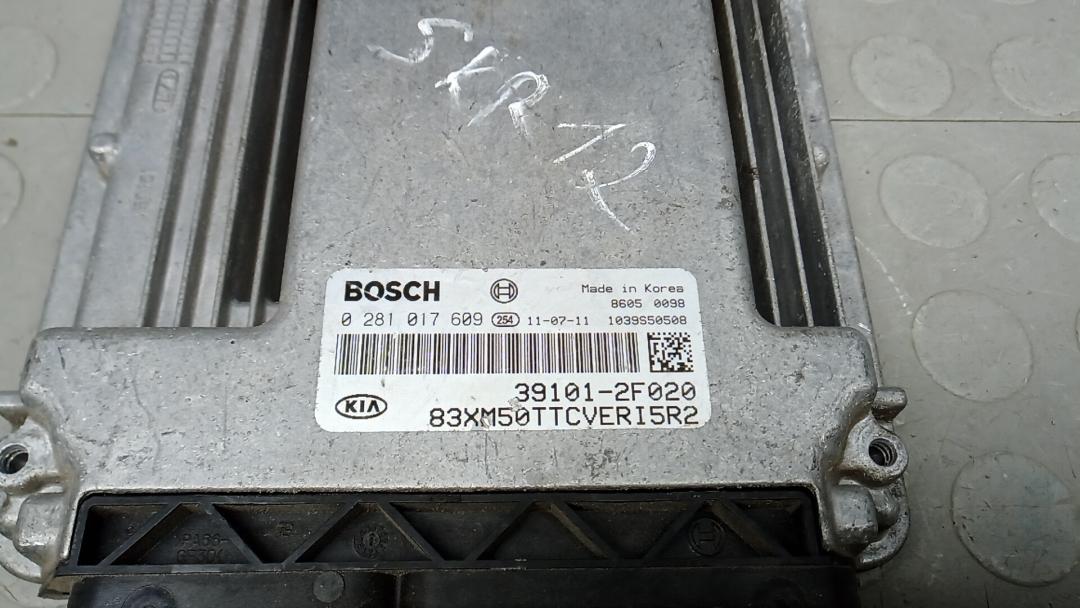 SKR 12
BOSCH
Made in Korea
8605 0098
0 281 017 609 254 11-07-11 1039S50508
39101-2F020
KIA
83XM50TTCVERI5R2